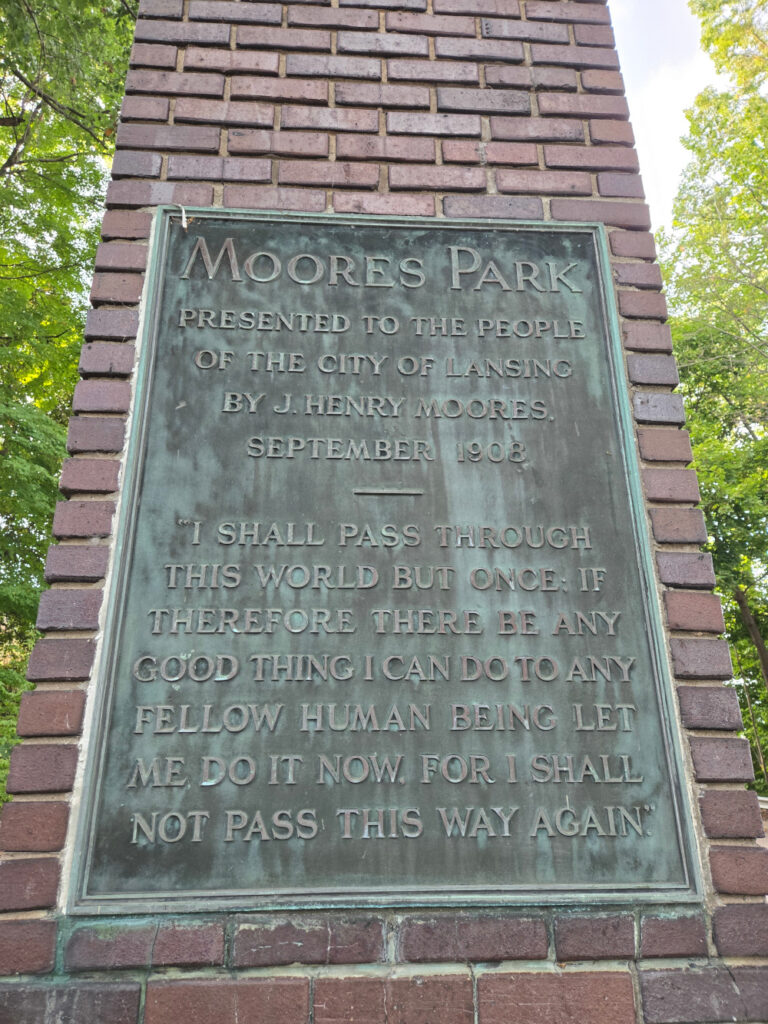 MOORES PARK
PRESENTED TO THE PEOPLE
OF THE CITY OF LANSING
BY J. HENRY MOORES,
SEPTEMBER 1908
"I SHALL PASS THROUGH
THIS WORLD BUT ONCE; IF
THEREFORE THERE BE ANY
GOOD THING I CAN DO TO ANY
FELLOW HUMAN BEING LET
ME DO IT NOW, FOR I SHALL
NOT PASS THIS WAY AGAIN."